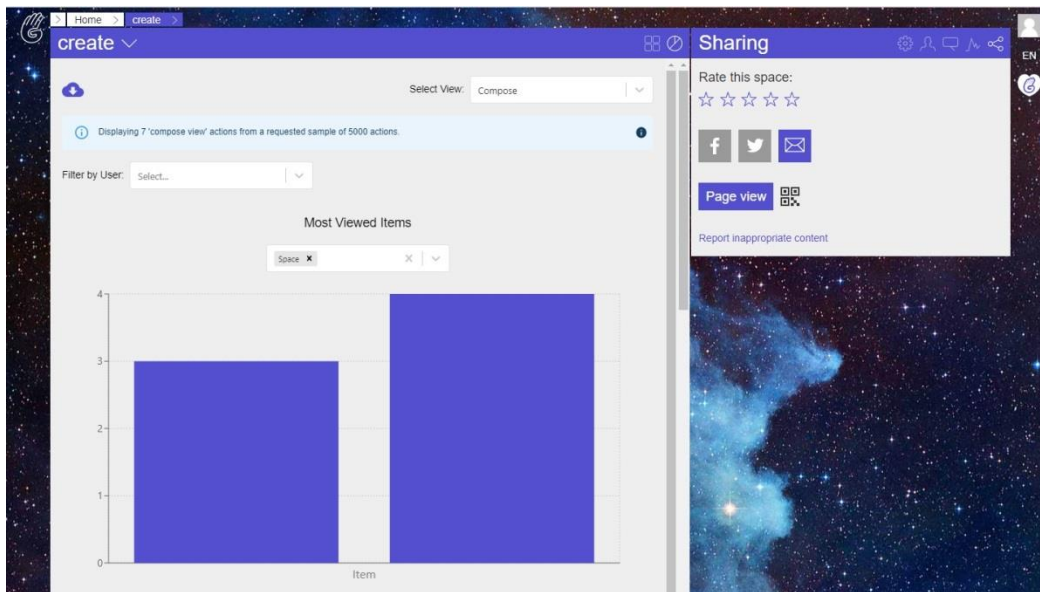 Home
create
create
Select View:
Compose
Displaying 7 'compose view' actions from a requested sample of 5000 actions.
Filter by User:
Select...
Most Viewed Items
Space
4
3
2
1
0
Item
Sharing
Rate this space:
Page view
Report inappropriate content
EN